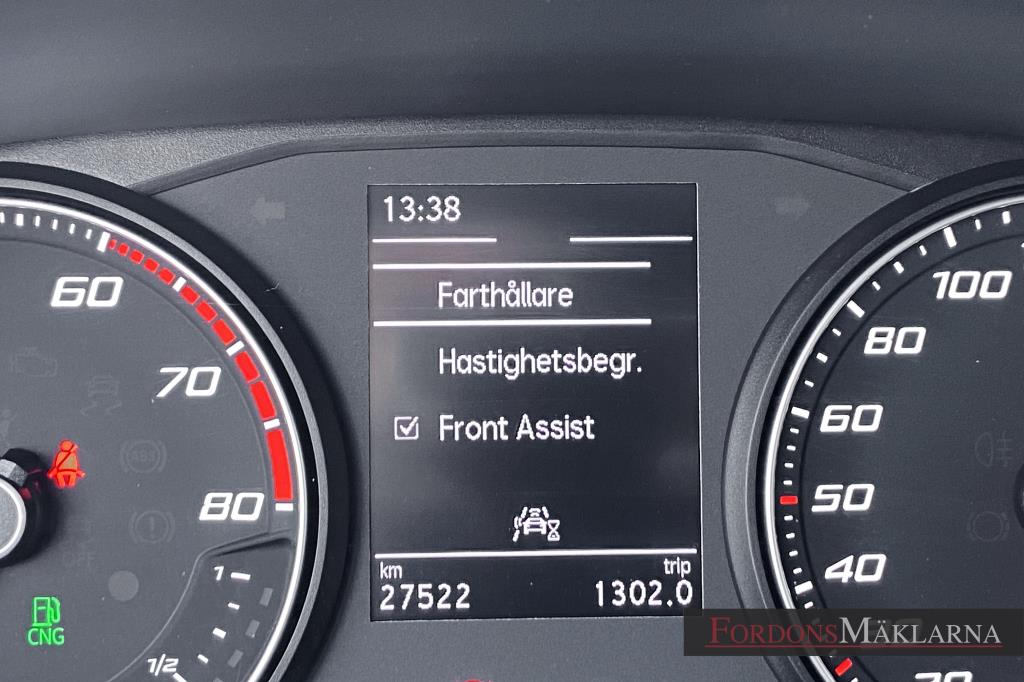 13:38
Farthållare
Hastighetsbegr.
Front Assist
km
trip
27522
1302.0
60
70
80
1
1/2
CNG
100
80
60
50
40
FORDONSMÄKLARNA